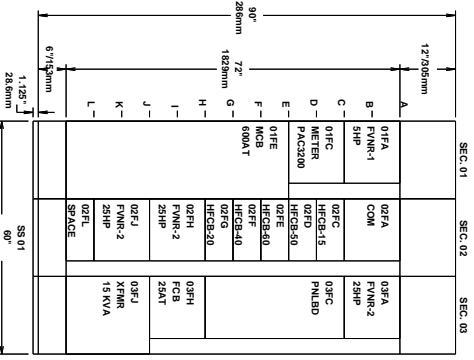 SEC. 01
SEC. 02
SEC. 03
12"/305mm
90"
286mm
72"
1829mm
6"/153mm
1.125"
28.6mm
A
B
C
D
E
F
G
H
I
J
K
L
01FA
FVNR-1
5HP
01FC
METER
PAC3200
01FE
MCB
600AT
02FA
COM
02FC
HFCB-15
02FD
HFCB-50
02FE
HFCB-60
02FF
HFCB-40
02FG
HFCB-20
02FH
FVNR-2
25HP
02FJ
FVNR-2
25HP
02FL
SPACE
03FA
FVNR-2
25HP
03FC
PNLBD
03FH
FCB
25AT
03FJ
XFMR
15 KVA
SS 01
60"